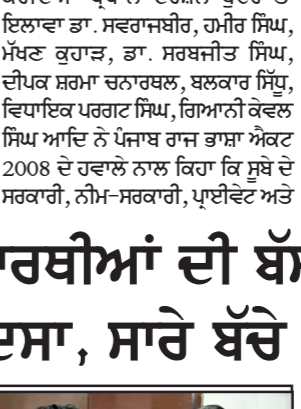 ਇਲਾਵਾ ਡਾ. ਸਵਰਾਜਬੀਰ, ਹਮੀਰ ਸਿੰਘ,
ਮੱਖਣ ਕੁਹਾੜ, ਡਾ. ਸਰਬਜੀਤ ਸਿੰਘ,
ਦੀਪਕ ਸ਼ਰਮਾ ਚਨਾਰਥਲ, ਬਲਕਾਰ ਸਿੱਧੂ,
ਵਿਧਾਇਕ ਪਰਗਟ ਸਿੰਘ, ਗਿਆਨੀ ਕੇਵਲ
ਸਿੰਘ ਆਦਿ ਨੇ ਪੰਜਾਬ ਰਾਜ ਭਾਸ਼ਾ ਐਕਟ
2008 ਦੇ ਹਵਾਲੇ ਨਾਲ ਕਿਹਾ ਕਿ ਸੂਬੇ ਦੇ
ਸਰਕਾਰੀ, ਨੀਮ-ਸਰਕਾਰੀ, ਪ੍ਰਾਈਵੇਟ ਅਤੇ
ਦੀ
ਸਾਰੇ ਬੱਚੇ